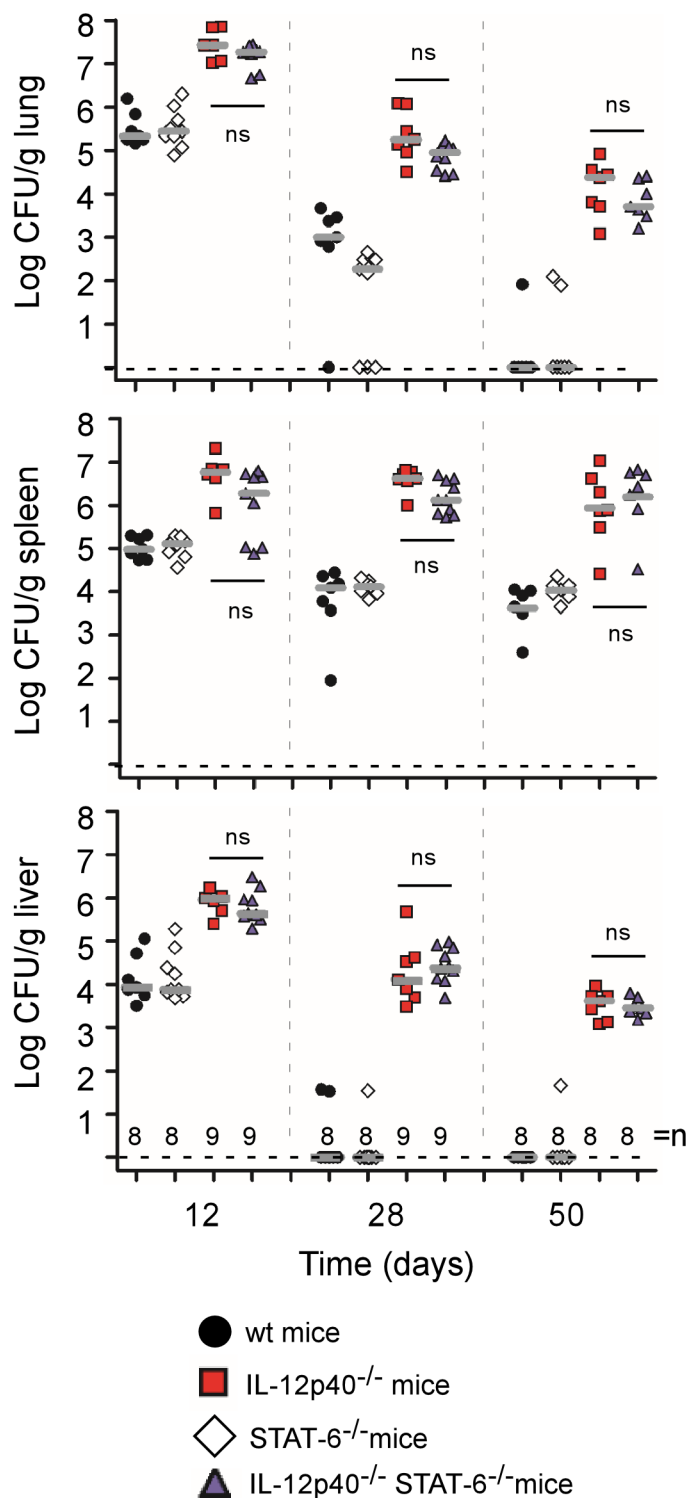 8
7
6
5
4
3
2
1
Log CFU/g lung
ns
ns
ns
8
7
6
5
4
3
2
1
Log CFU/g spleen
ns
ns
ns
8
7
6
5
4
3
2
1
Log CFU/g liver
ns
ns
ns
8 8 9 9 8 8 9 9 8 8 8 8 =n
12 28 50
Time (days)
wt mice
IL-12p40-/- mice
STAT-6-/-mice
IL-12p40-/- STAT-6-/-mice